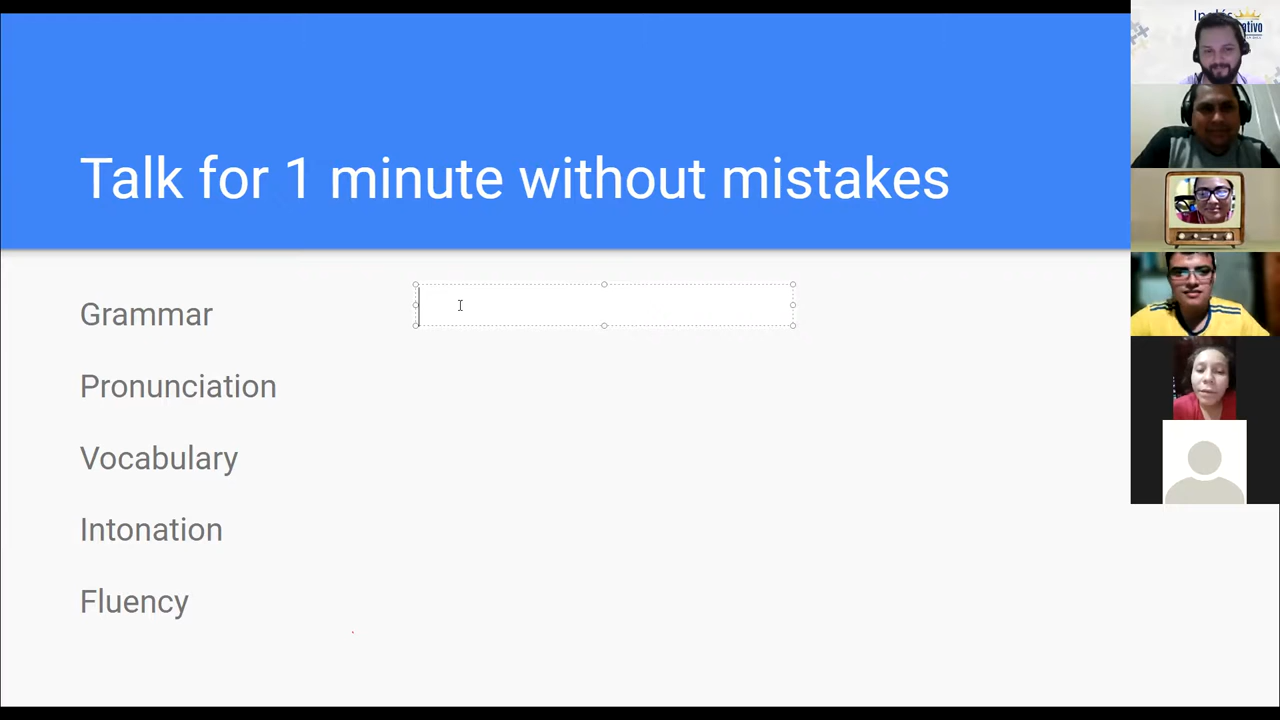 Talk for 1 minute without mistakes
Grammar
Pronunciation
Vocabulary
Intonation
Fluency